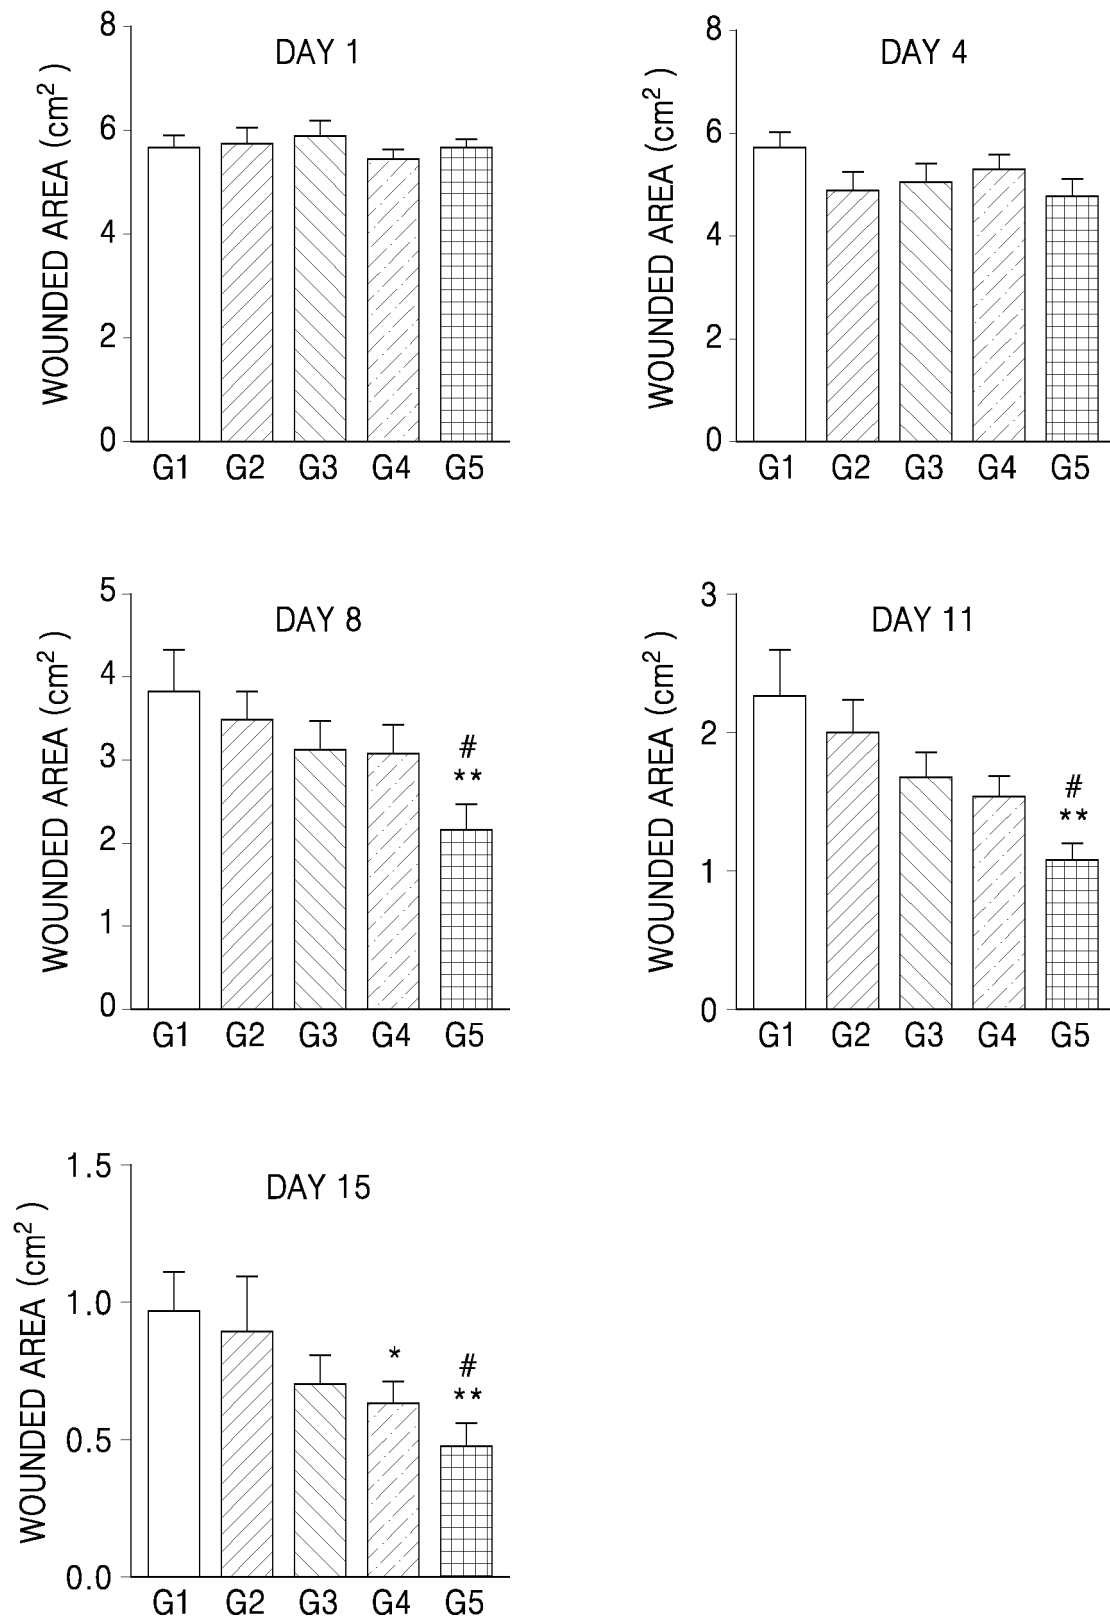 DAY 1
WOUNDED AREA (cm²)
8
6
4
2
0
G1 G2 G3 G4 G5
DAY 4
WOUNDED AREA (cm²)
8
6
4
2
0
G1 G2 G3 G4 G5
DAY 8
WOUNDED AREA (cm²)
5
4
3
2
1
0
#
**
G1 G2 G3 G4 G5
DAY 11
WOUNDED AREA (cm²)
3
2
1
0
#
**
G1 G2 G3 G4 G5
DAY 15
WOUNDED AREA (cm²)
1.5
1.0
0.5
0.0
*
#
**
G1 G2 G3 G4 G5